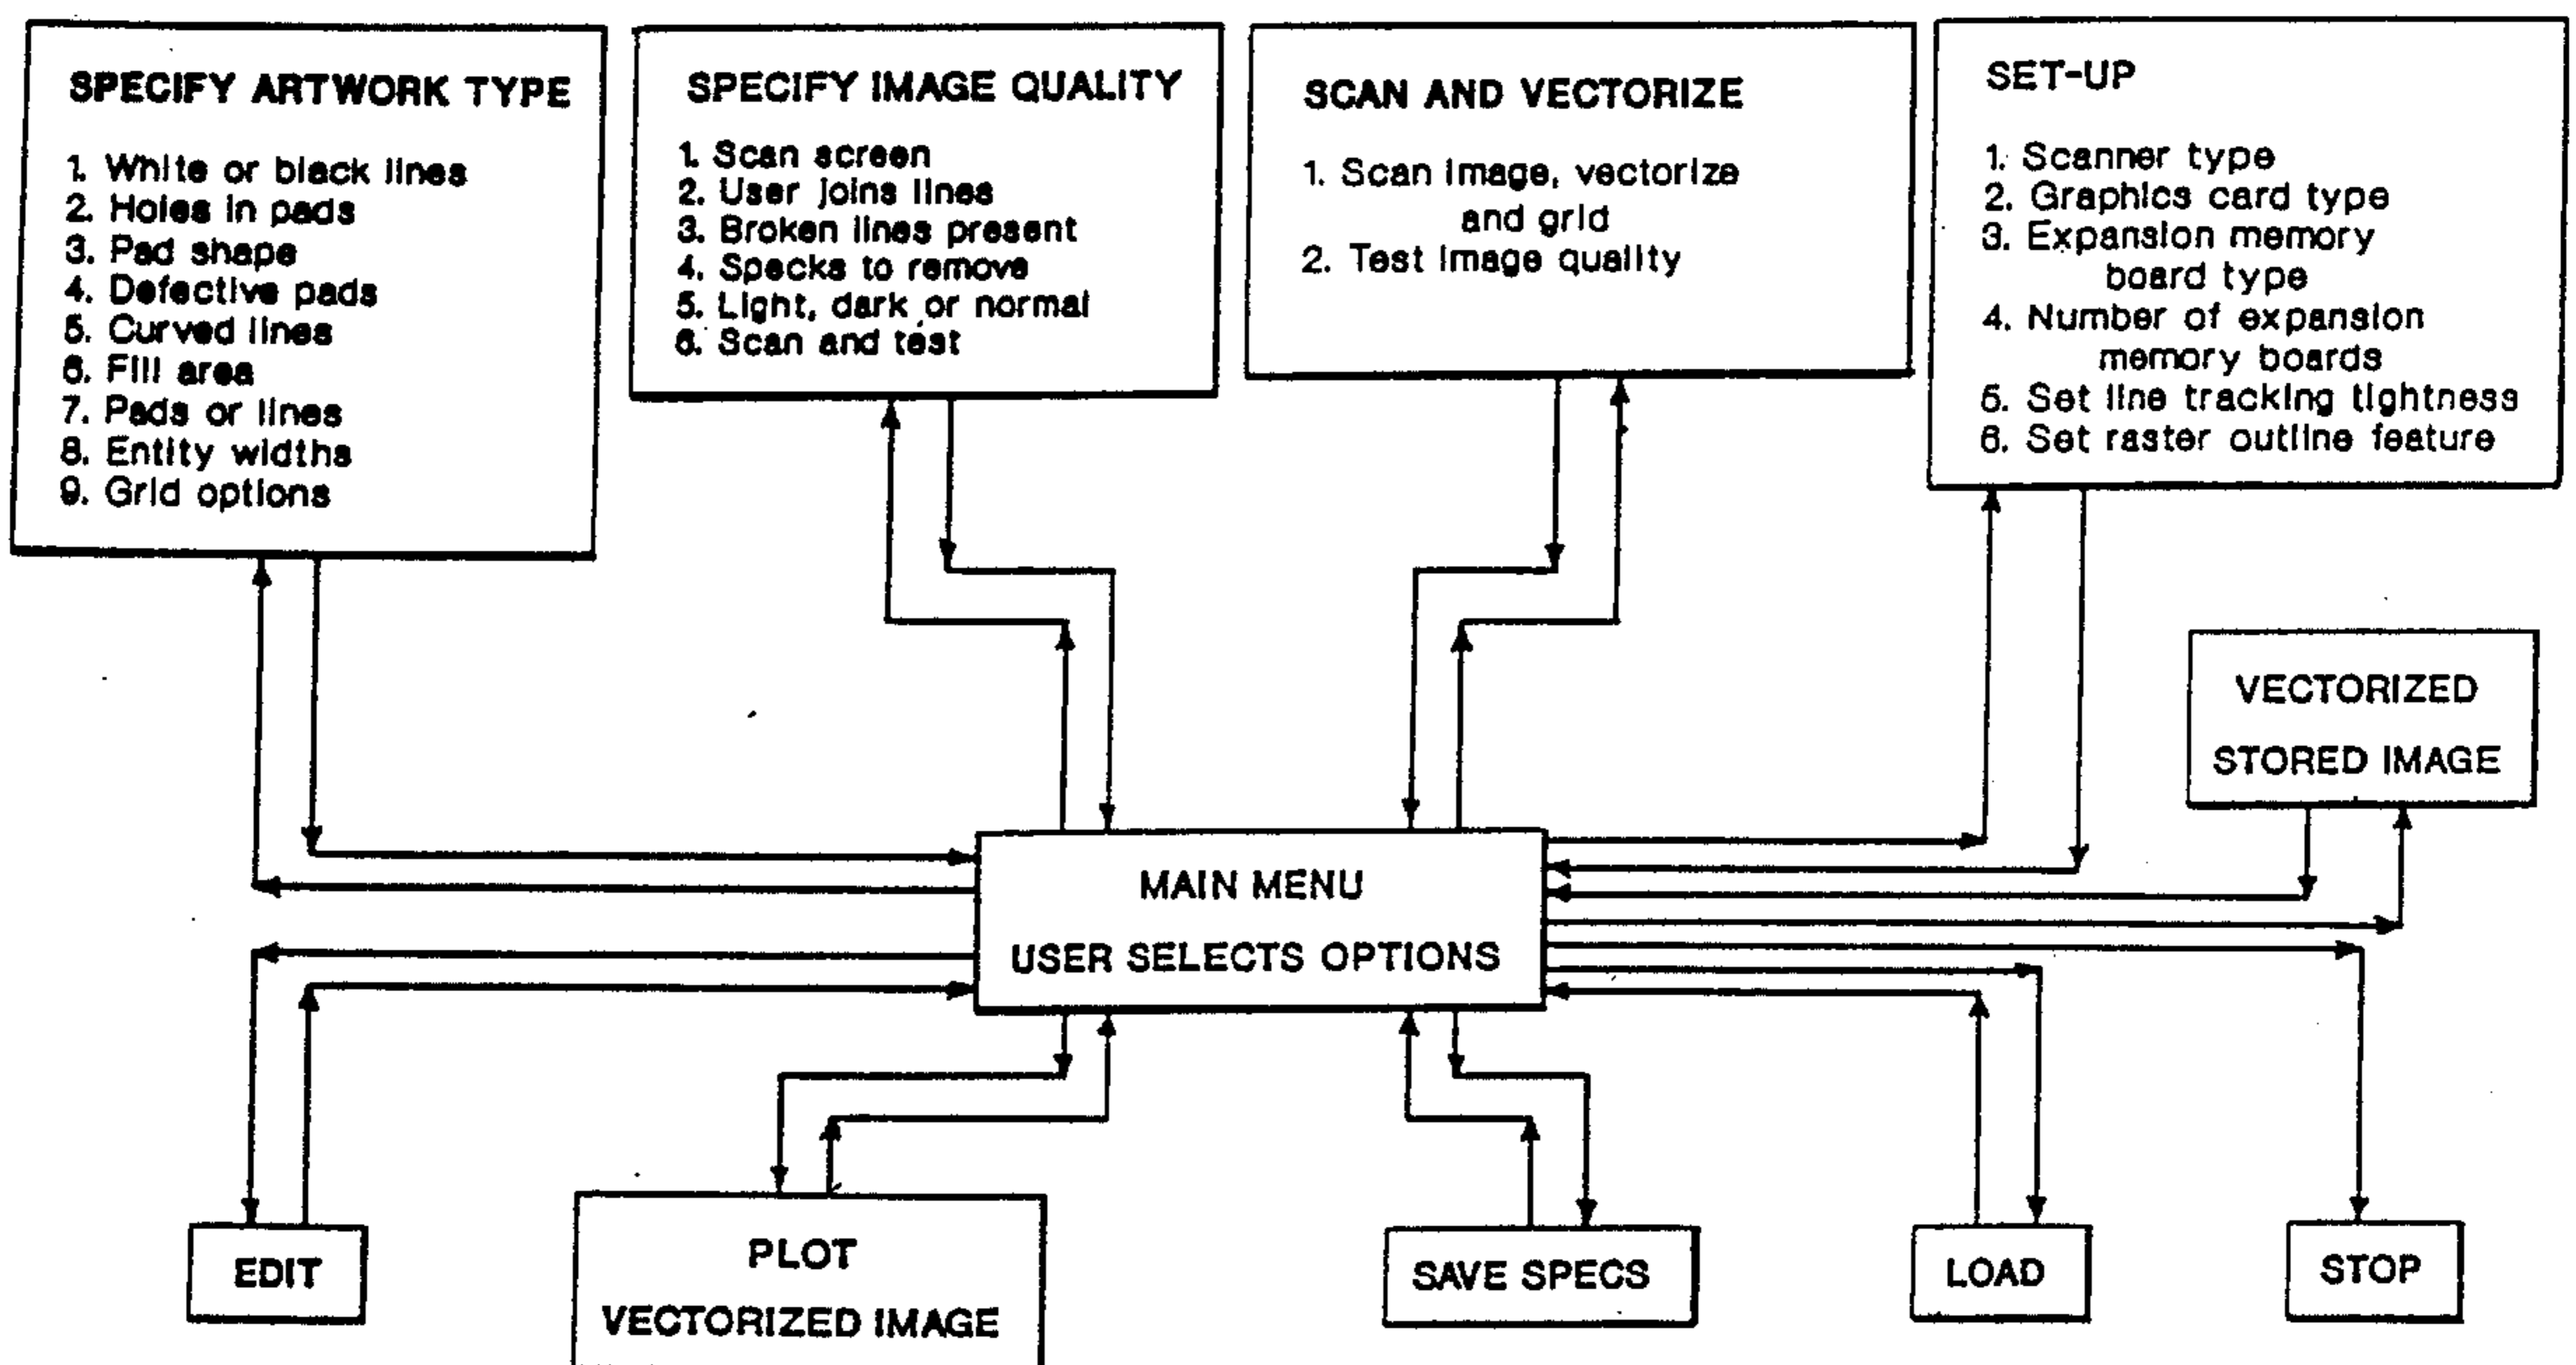 SPECIFY ARTWORK TYPE
1. White or black lines
2. Holes in pads
3. Pad shape
4. Defective pads
5. Curved lines
6. Fill area
7. Pads or lines
8. Entity widths
9. Grid options
SPECIFY IMAGE QUALITY
1. Scan screen
2. User joins lines
3. Broken lines present
4. Specks to remove
5. Light, dark or normal
6. Scan and test
SCAN AND VECTORIZE
1. Scan image, vectorize
and grid
2. Test image quality
SET-UP
1. Scanner type
2. Graphics card type
3. Expansion memory
board type
4. Number of expansion
memory boards
5. Set line tracking tightness
6. Set raster outline feature
VECTORIZED
STORED IMAGE
MAIN MENU
USER SELECTS OPTIONS
EDIT
PLOT
VECTORIZED IMAGE
SAVE SPECS
LOAD
STOP